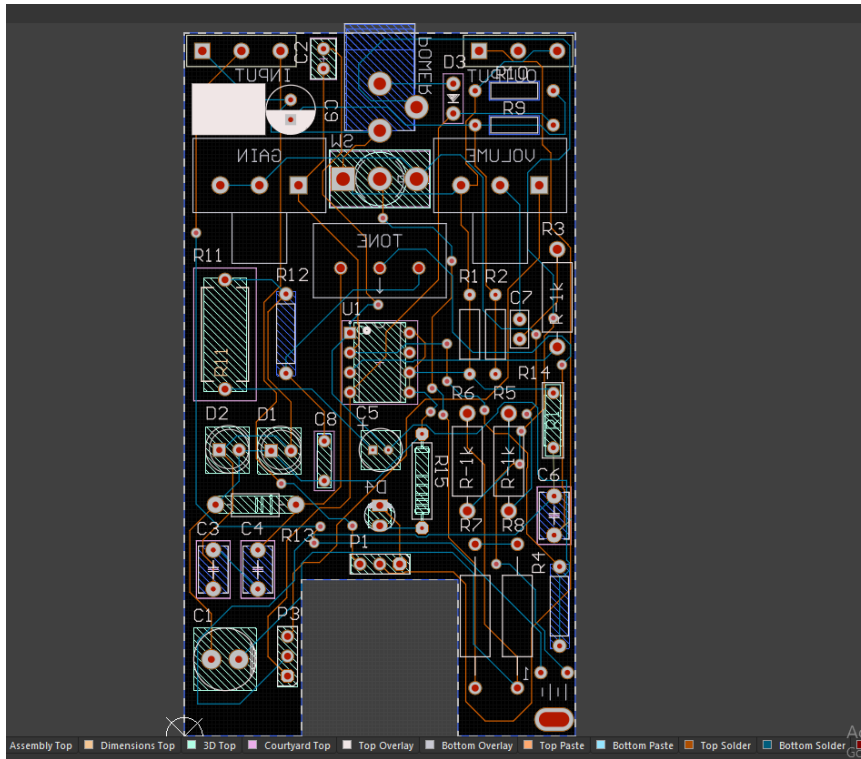 C2
POWER
D3
INPUT
OUTPUT
R10
C9
R9
SW
GAIN
VOLUME
TONE
R3
R11
R12
R1 R2
C7
R-1k
U1
R11
R14
R6 R5
D2 D1
C8
C5
R1
R-1k
R-1k
R15
C6
D4
R7 R8
C3 C4
R13
P1
R4
C1
P3
1
Assembly Top
Dimensions Top
3D Top
Courtyard Top
Top Overlay
Bottom Overlay
Top Paste
Bottom Paste
Top Solder
Bottom Solder